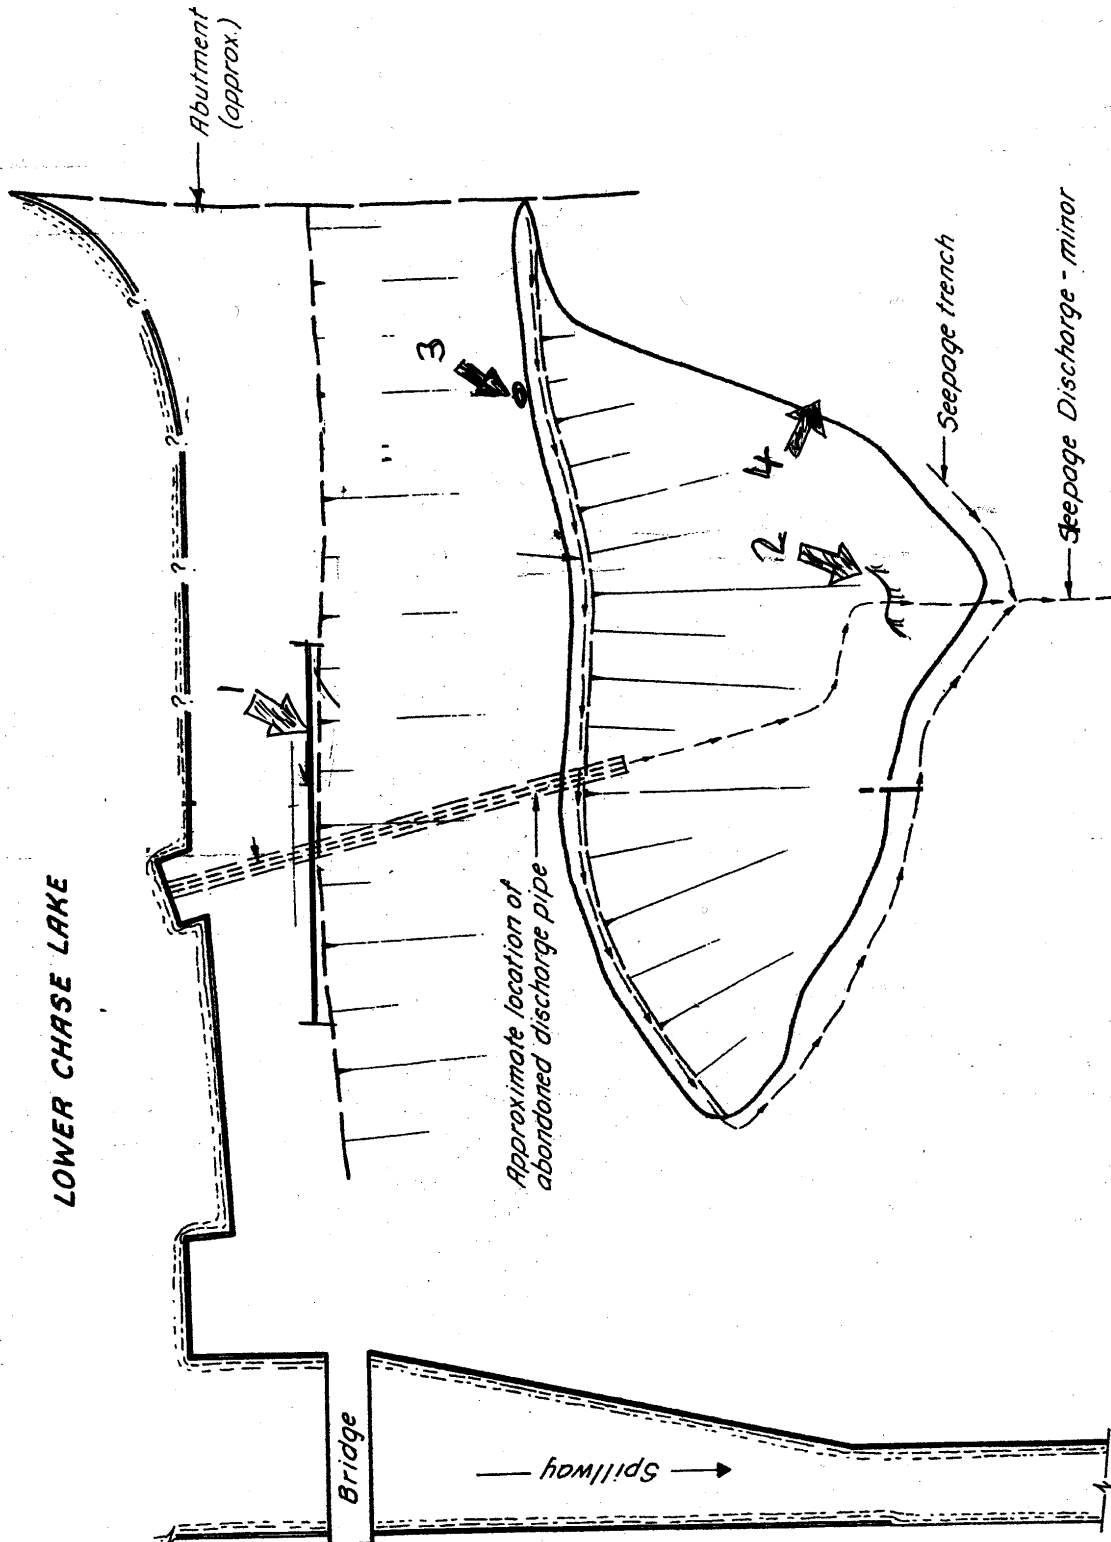 LOWER CHASE LAKE
Abutment
(approx.)
?
?
?
?
1
3
2
4
Approximate location of
abondoned discharge pipe
Seepage trench
Seepage Discharge - minor
Bridge
Spillway